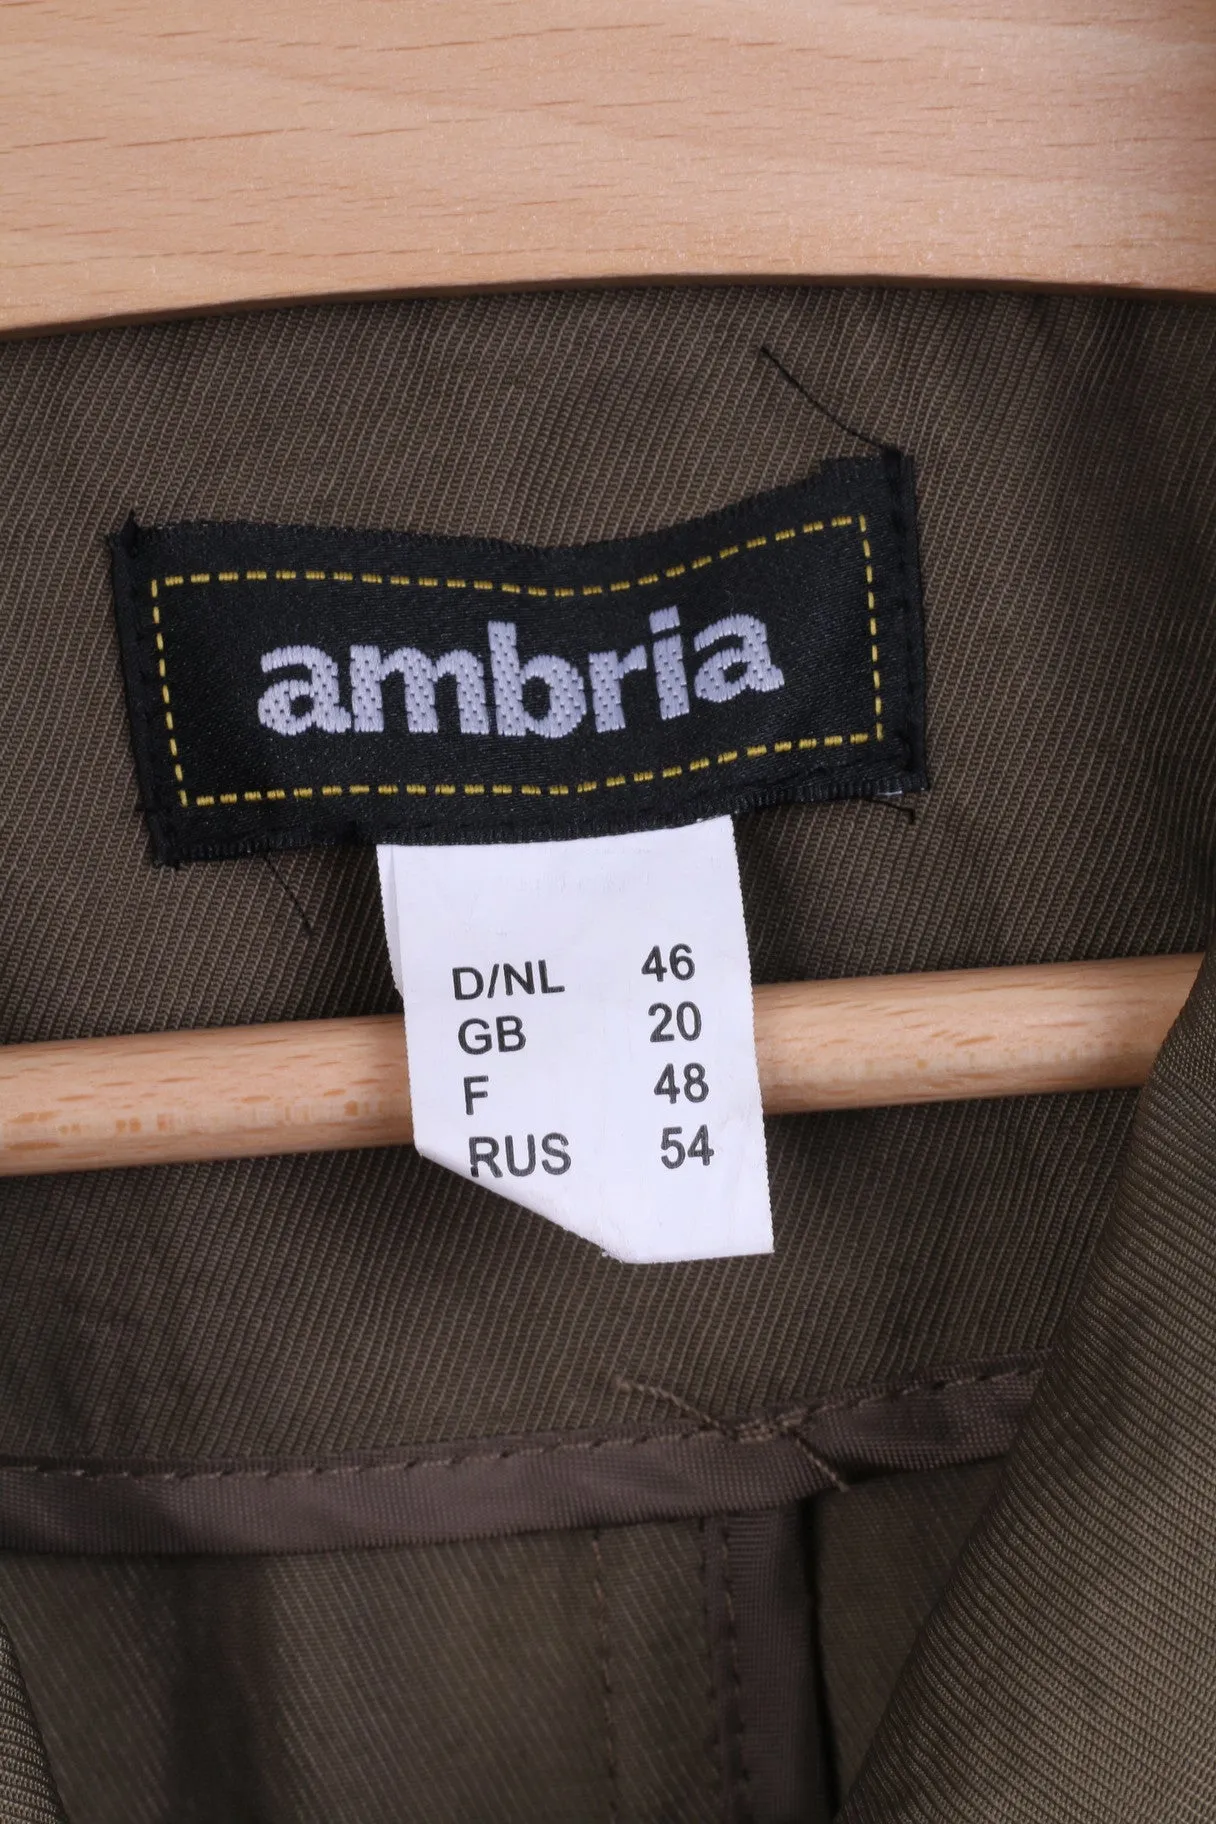 ambria
D/NL 46
GB 20
F 48
RUS 54